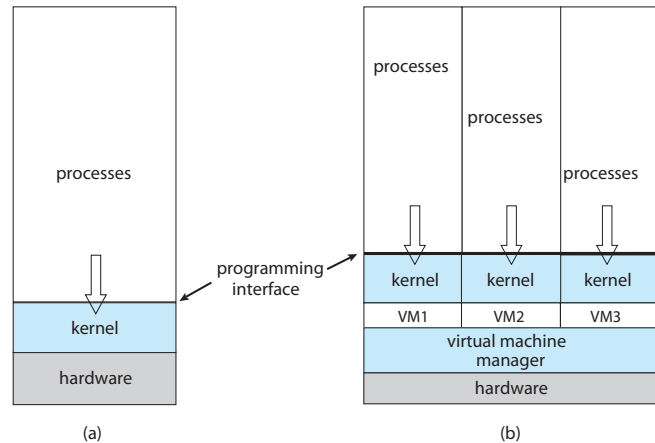 processes
programming
interface
kernel
hardware
(a)
processes
processes
processes
kernel
kernel
kernel
VM1
VM2
VM3
virtual machine
manager
hardware
(b)